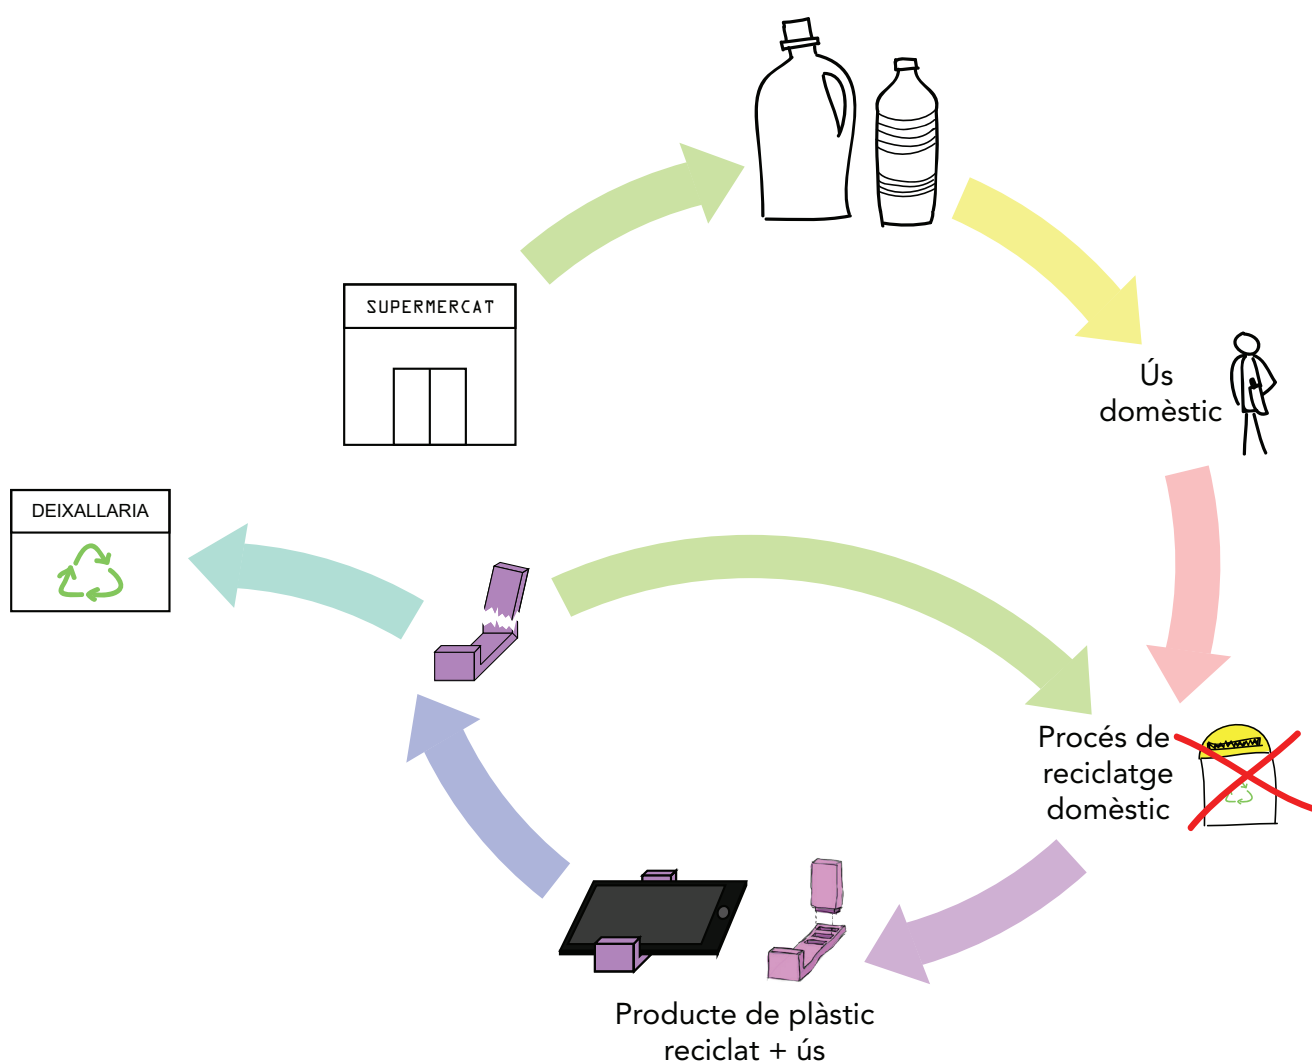 SUPERMERCAT
Ús
domèstic
DEIXALLARIA
Procés de
reciclatge
domèstic
Producte de plàstic
reciclat + ús